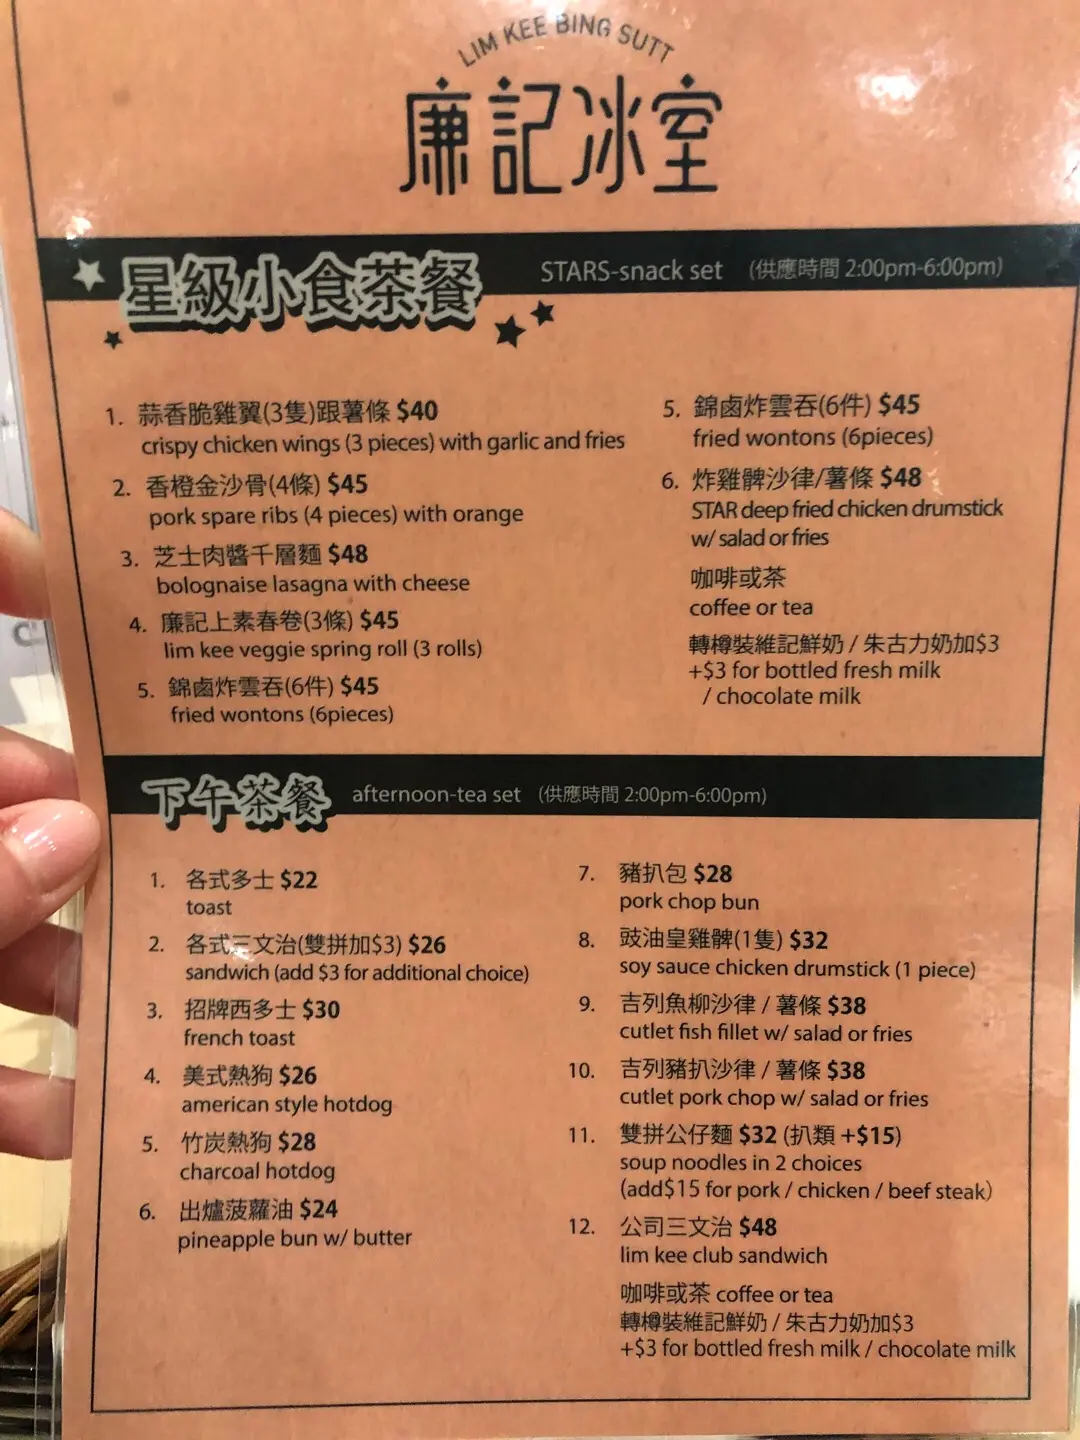 LIM KEE BING SUTT
廉記冰室
星級小食茶餐 STARS-snack set (供應時間 2:00pm-6:00pm)
1. 蒜香脆雞翼(3隻)跟薯條 $40
crispy chicken wings (3 pieces) with garlic and fries
2. 香橙金沙骨(4條) $45
pork spare ribs (4 pieces) with orange
3. 芝士肉醬千層麵 $48
bolognaise lasagna with cheese
4. 廉記上素春卷(3條) $45
lim kee veggie spring roll (3 rolls)
5. 錦鹵炸雲吞(6件) $45
fried wontons (6pieces)
5. 錦鹵炸雲吞(6件) $45
fried wontons (6pieces)
6. 炸雞髀沙律/薯條 $48
STAR deep fried chicken drumstick
w/ salad or fries
咖啡或茶
coffee or tea
轉樽裝維記鮮奶 / 朱古力奶加$3
+$3 for bottled fresh milk
/ chocolate milk
下午茶餐 afternoon-tea set (供應時間 2:00pm-6:00pm)
1. 各式多士 $22
toast
2. 各式三文治(雙拼加$3) $26
sandwich (add $3 for additional choice)
3. 招牌西多士 $30
french toast
4. 美式熱狗 $26
american style hotdog
5. 竹炭熱狗 $28
charcoal hotdog
6. 出爐菠蘿油 $24
pineapple bun w/ butter
7. 豬扒包 $28
pork chop bun
8. 豉油皇雞髀(1隻) $32
soy sauce chicken drumstick (1 piece)
9. 吉列魚柳沙律 / 薯條 $38
cutlet fish fillet w/ salad or fries
10. 吉列豬扒沙律 / 薯條 $38
cutlet pork chop w/ salad or fries
11. 雙拼公仔麵 $32 (扒類 +$15)
soup noodles in 2 choices
(add$15 for pork / chicken / beef steak)
12. 公司三文治 $48
lim kee club sandwich
咖啡或茶 coffee or tea
轉樽裝維記鮮奶 / 朱古力奶加$3
+$3 for bottled fresh milk / chocolate milk